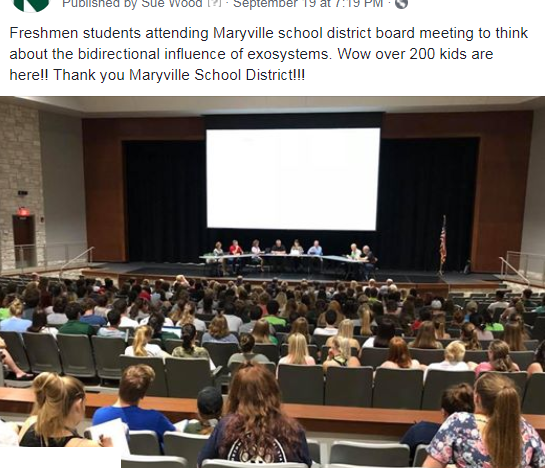 Published by Sue Wood [?] · September 19 at 7:19 PM ·
Freshmen students attending Maryville school district board meeting to think
about the bidirectional influence of exosystems. Wow over 200 kids are
here!! Thank you Maryville School District!!!